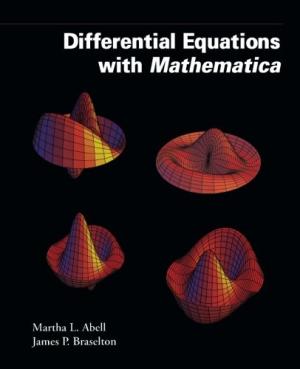 Differential Equations
with Mathematica
Martha L. Abell
James P. Braselton